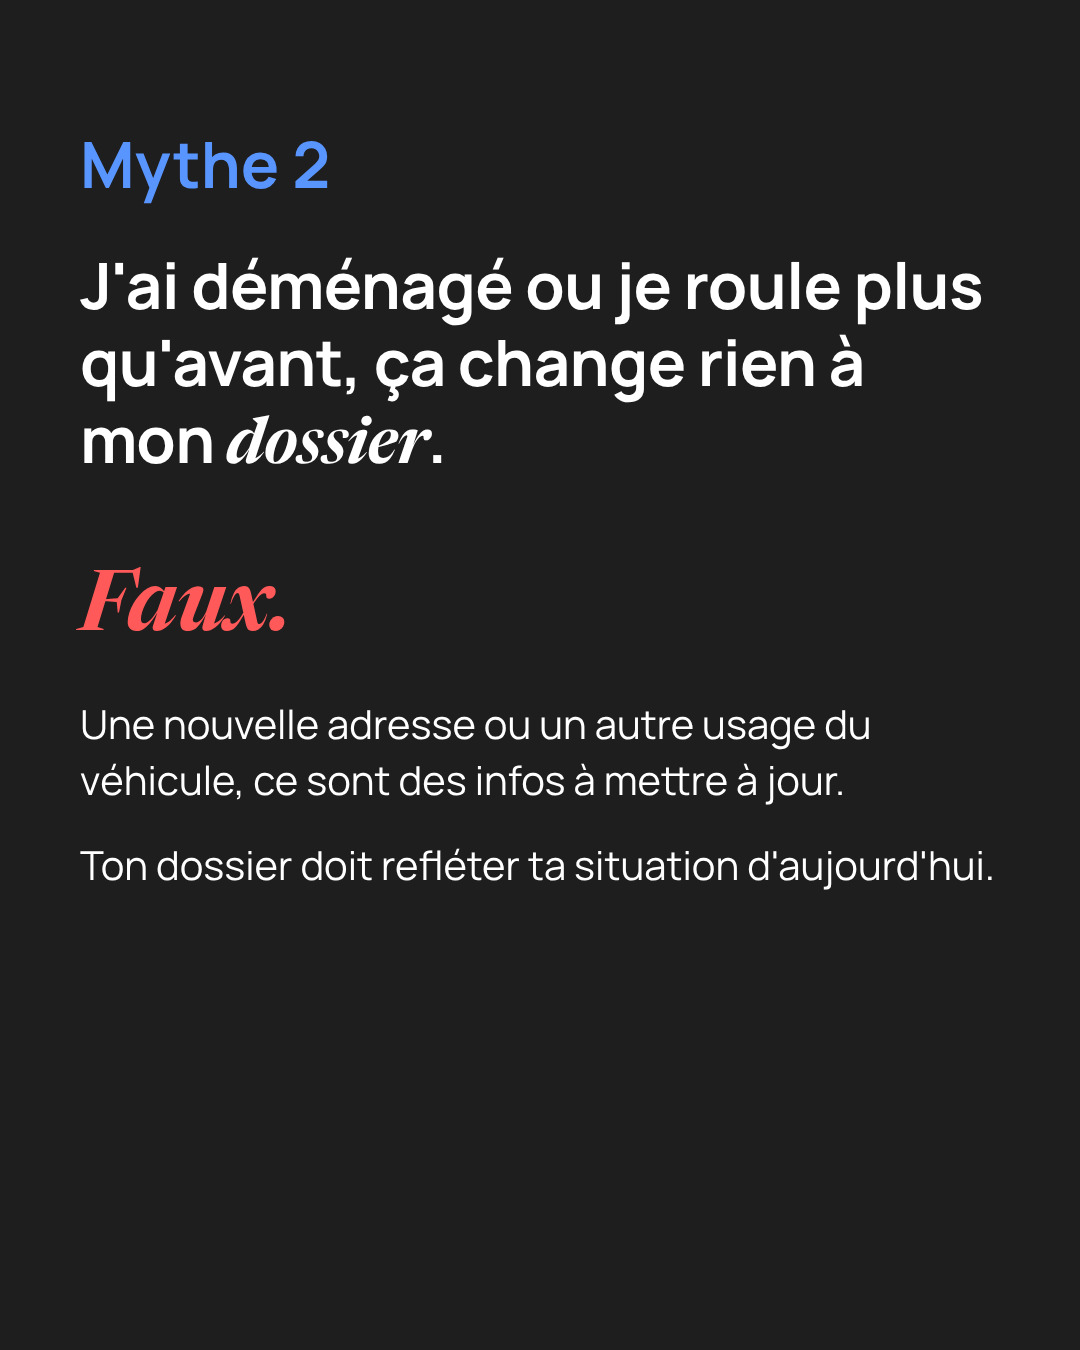 Mythe 2
J'ai déménagé ou je roule plus
qu'avant, ça change rien à
mon dossier.
Faux.
Une nouvelle adresse ou un autre usage du
véhicule, ce sont des infos à mettre à jour.
Ton dossier doit refléter ta situation d'aujourd'hui.